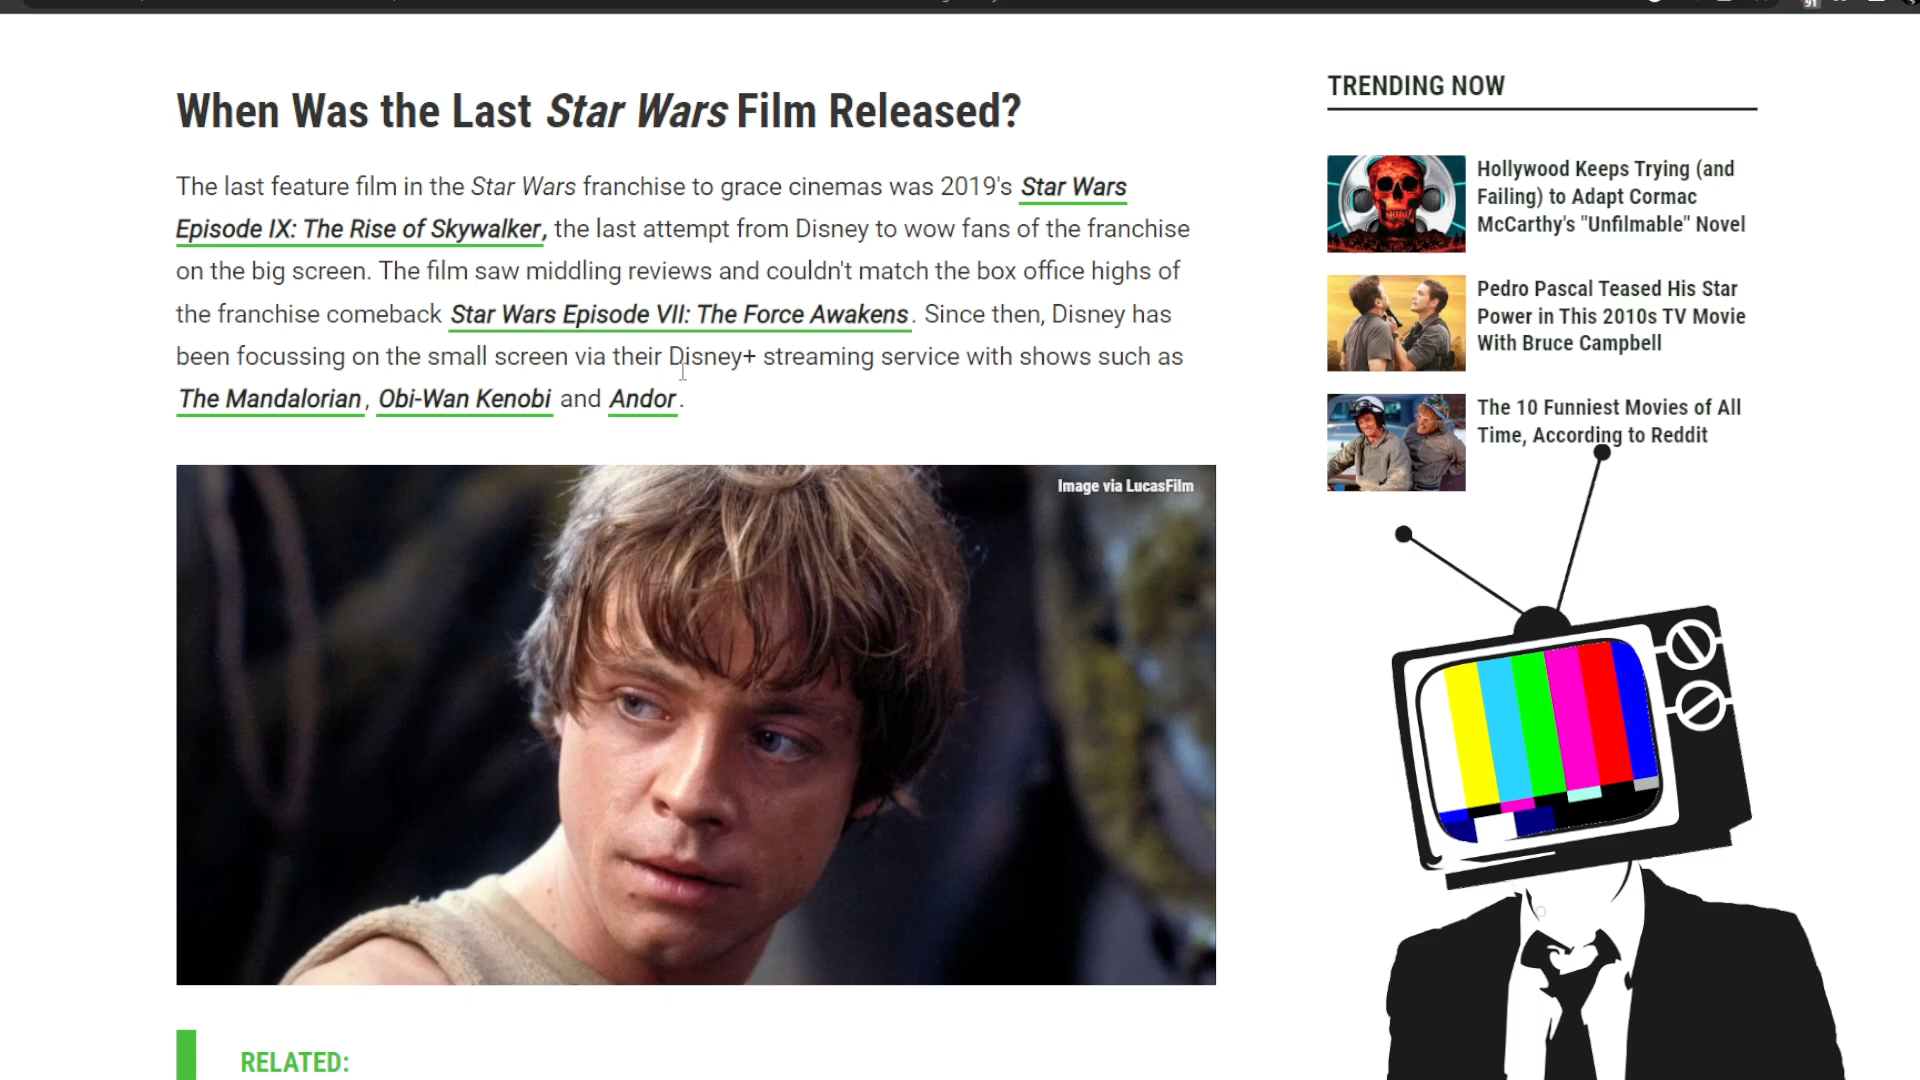 91
When Was the Last Star Wars Film Released?
The last feature film in the Star Wars franchise to grace cinemas was 2019's Star Wars
Episode IX: The Rise of Skywalker, the last attempt from Disney to wow fans of the franchise
on the big screen. The film saw middling reviews and couldn't match the box office highs of
the franchise comeback Star Wars Episode VII: The Force Awakens. Since then, Disney has
been focussing on the small screen via their Disney+ streaming service with shows such as
The Mandalorian, Obi-Wan Kenobi and Andor.
Image via LucasFilm
RELATED:
TRENDING NOW
Hollywood Keeps Trying (and
Failing) to Adapt Cormac
McCarthy's "Unfilmable" Novel
Pedro Pascal Teased His Star
Power in This 2010s TV Movie
With Bruce Campbell
The 10 Funniest Movies of All
Time, According to Reddit